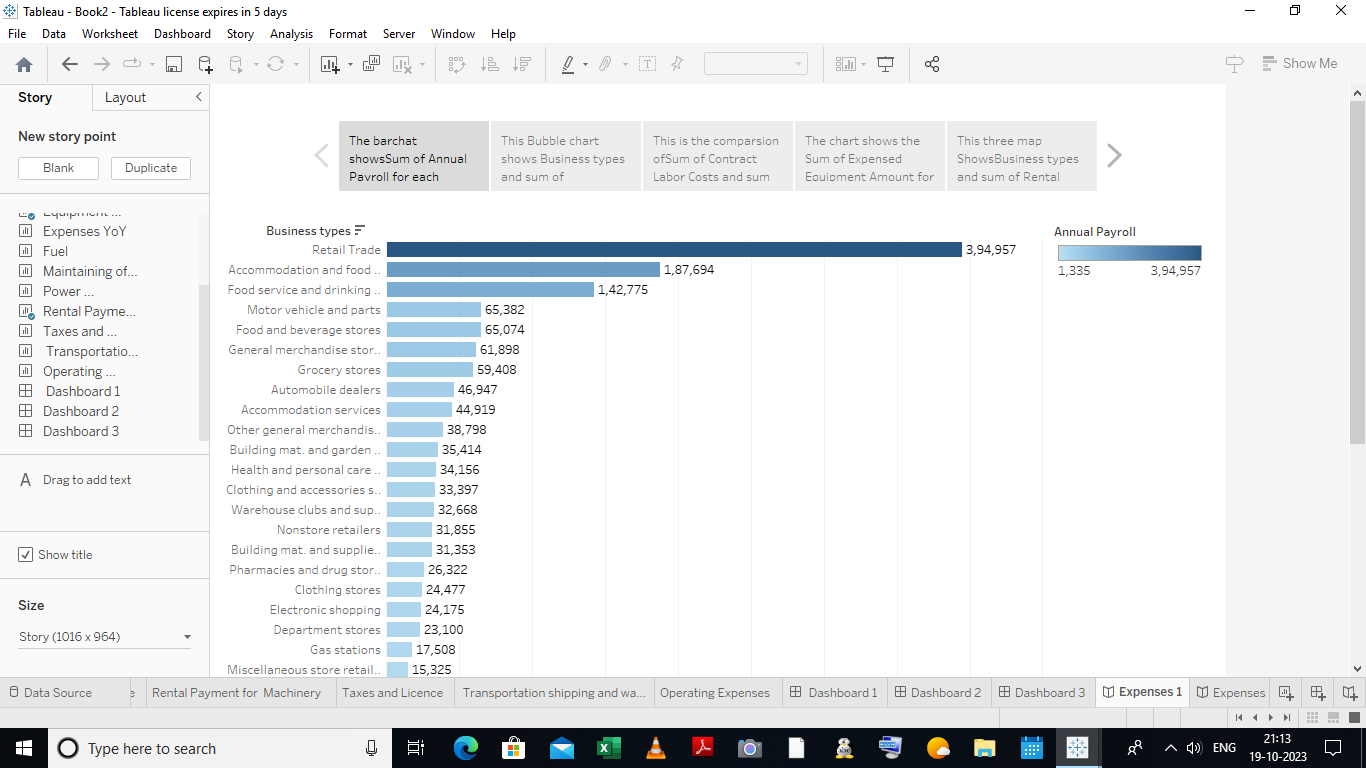 Tableau - Book2 - Tableau license expires in 5 days
File Data Worksheet Dashboard Story Analysis Format Server Window Help
Show Me
Story Layout
New story point
Blank Duplicate
Equipment ...
Expenses YoY
Fuel
Maintaining of...
Power ...
Rental Payme...
Taxes and ...
Transportatio...
Operating ...
Dashboard 1
Dashboard 2
Dashboard 3
A Drag to add text
Show title
Size
Story (1016 x 964)
The barchat
showsSum of Annual
Payroll for each
This Bubble chart
shows Business types
and sum of
This is the comparsion
ofSum of Contract
Labor Costs and sum
The chart shows the
Sum of Expensed
Equipment Amount for
This three map
ShowsBusiness types
and sum of Rental
Business types
Retail Trade 3,94,957
Accommodation and food .. 1,87,694
Food service and drinking .. 1,42,775
Motor vehicle and parts 65,382
Food and beverage stores 65,074
General merchandise stor.. 61,898
Grocery stores 59,408
Automobile dealers 46,947
Accommodation services 44,919
Other general merchandis.. 38,798
Building mat. and garden .. 35,414
Health and personal care .. 34,156
Clothing and accessories s.. 33,397
Warehouse clubs and sup.. 32,668
Nonstore retailers 31,855
Building mat. and supplie.. 31,353
Pharmacies and drug stor.. 26,322
Clothing stores 24,477
Electronic shopping 24,175
Department stores 23,100
Gas stations 17,508
Miscellaneous store retail.. 15,325
Annual Payroll
1,335 3,94,957
Data Source e Rental Payment for Machinery Taxes and Licence Transportation shipping and wa... Operating Expenses Dashboard 1 Dashboard 2 Dashboard 3 Expenses 1 Expenses
Type here to search
ENG
21:13
19-10-2023